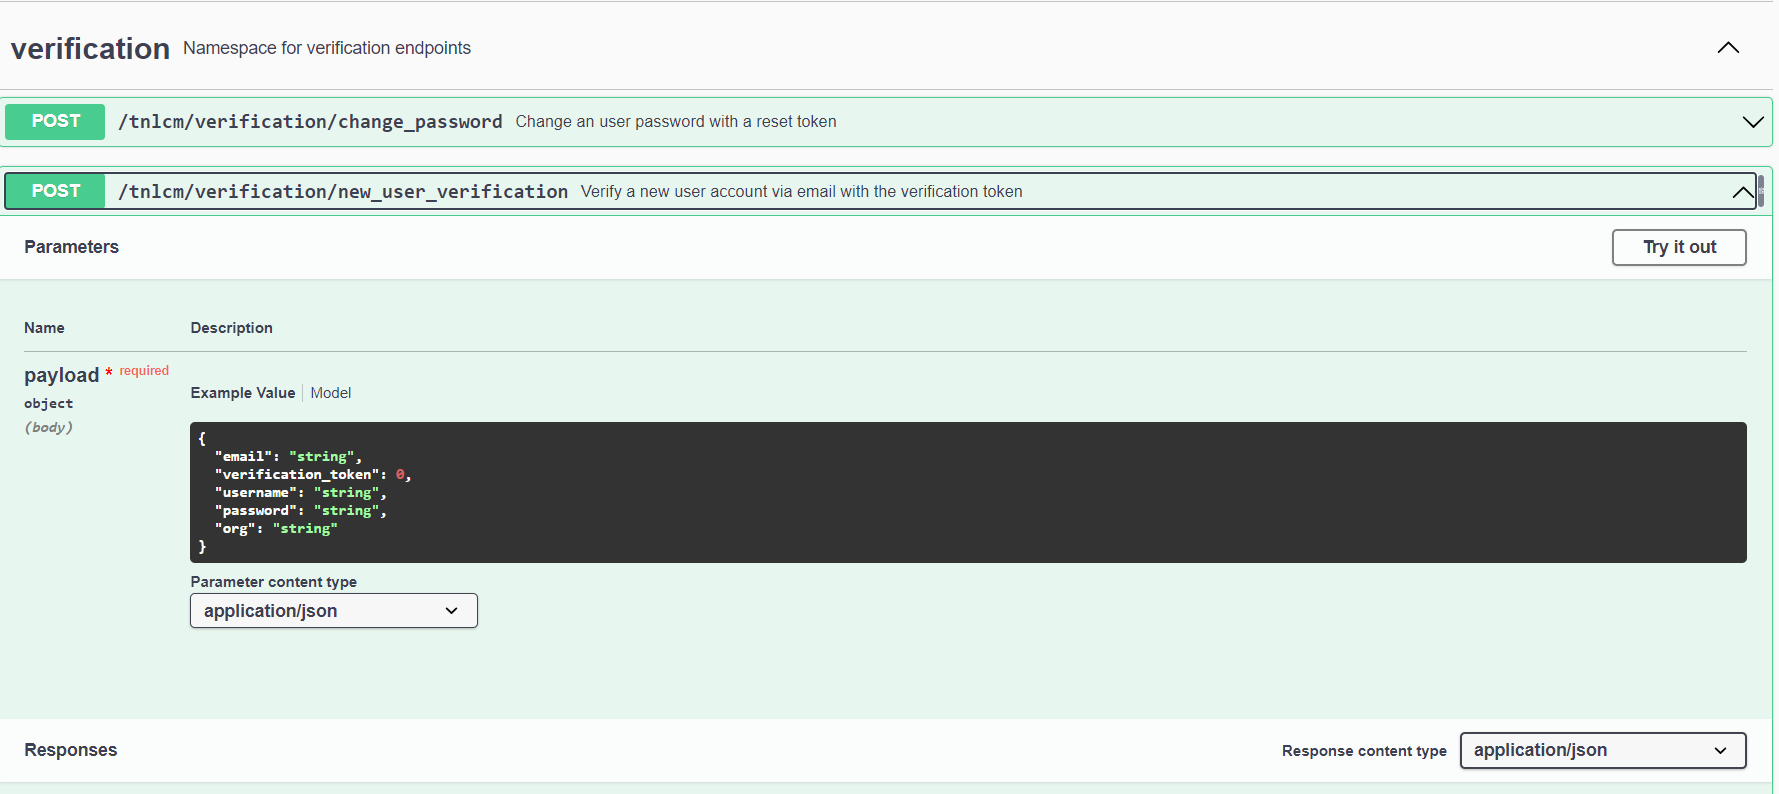 verification Namespace for verification endpoints
POST /tnlcm/verification/change_password Change an user password with a reset token
POST /tnlcm/verification/new_user_verification Verify a new user account via email with the verification token
Parameters Try it out
Name Description
payload * required
object
(body)
Example Value Model
{
"email": "string",
"verification_token": 0,
"username": "string",
"password": "string",
"org": "string"
}
Parameter content type
application/json
Responses Response content type application/json